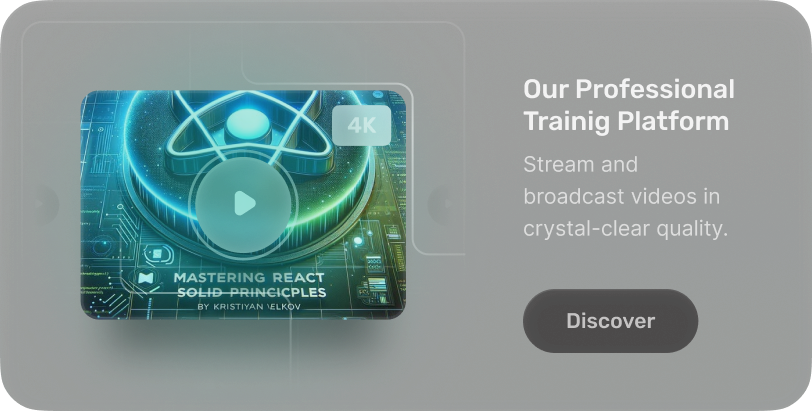 4K
MASTERING REACT
SOLID PRINCICPLES
BY KRISTIYAN VELKOV
Our Professional
Trainig Platform
Stream and
broadcast videos in
crystal-clear quality.
Discover